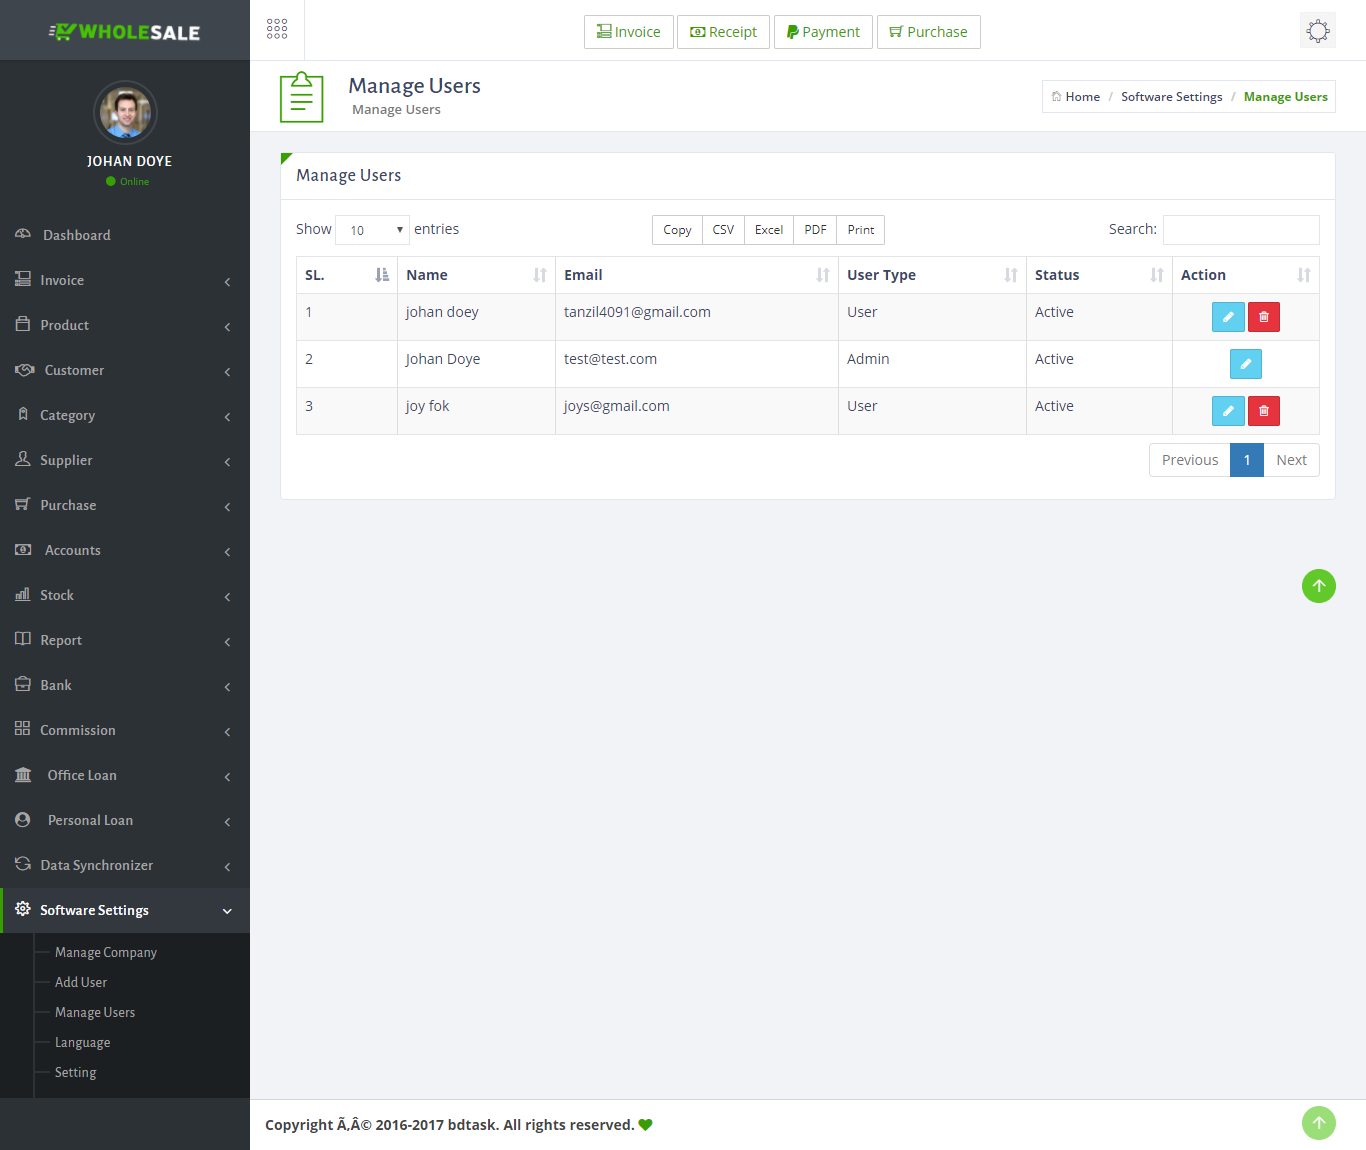 WHOLESALE
JOHAN DOYE
Online
Dashboard
Invoice
Product
Customer
Category
Supplier
Purchase
Accounts
Stock
Report
Bank
Commission
Office Loan
Personal Loan
Data Synchronizer
Software Settings
Manage Company
Add User
Manage Users
Language
Setting
Invoice Receipt Payment Purchase
Manage Users
Manage Users
Home / Software Settings / Manage Users
Manage Users
Show 10 entries Copy CSV Excel PDF Print Search:
SL. Name Email User Type Status Action
1 johan doey tanzil4091@gmail.com User Active
2 Johan Doye test@test.com Admin Active
3 joy fok joys@gmail.com User Active
Previous 1 Next
Copyright Ã‚Â© 2016-2017 bdtask. All rights reserved.